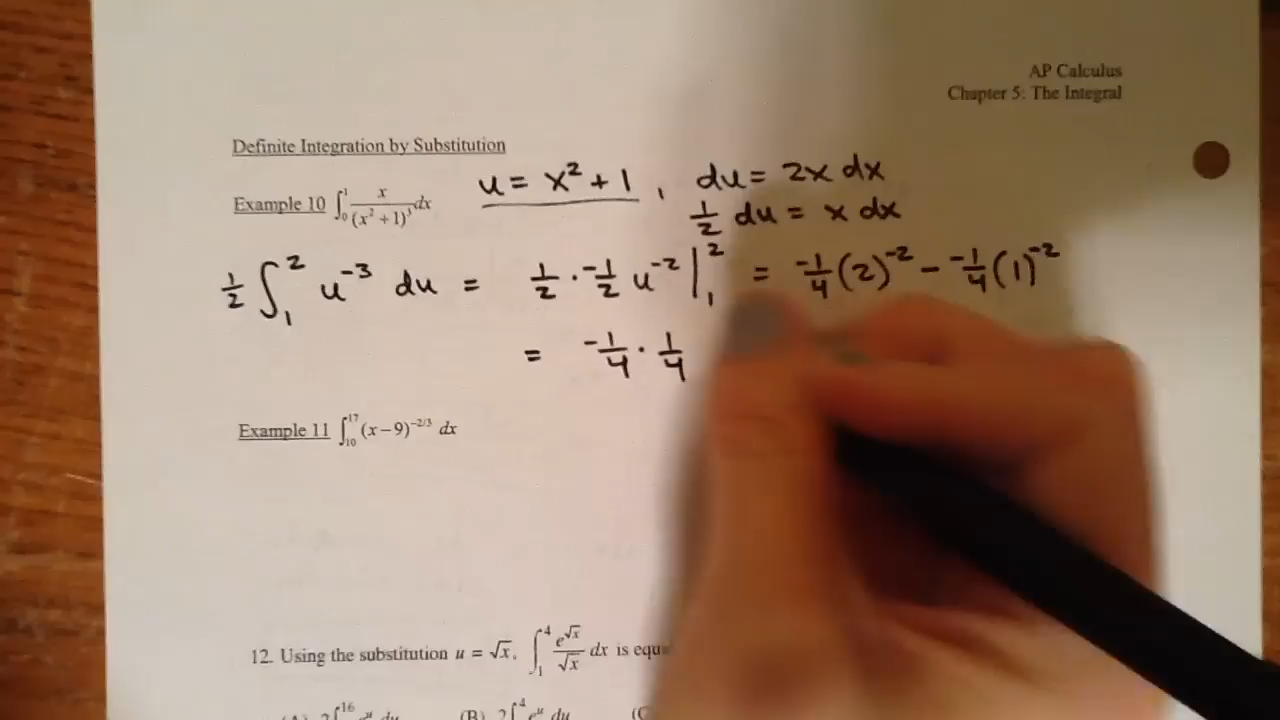 AP Calculus
Chapter 5: The Integral
Definite Integration by Substitution
Example 10 ∫₀¹ x/(x² + 1)³ dx u = x² + 1 , du = 2x dx
1/2 du = x dx
1/2 ∫₁² u⁻³ du = 1/2 · -1/2 u⁻² |₁² = -1/4 (2)⁻² - -1/4 (1)⁻²
= -1/4 · 1/4
Example 11 ∫₁₀¹⁷ (x – 9)^(-2/3) dx
12. Using the substitution u = √x, ∫₁⁴ e^(√x)/√x dx is